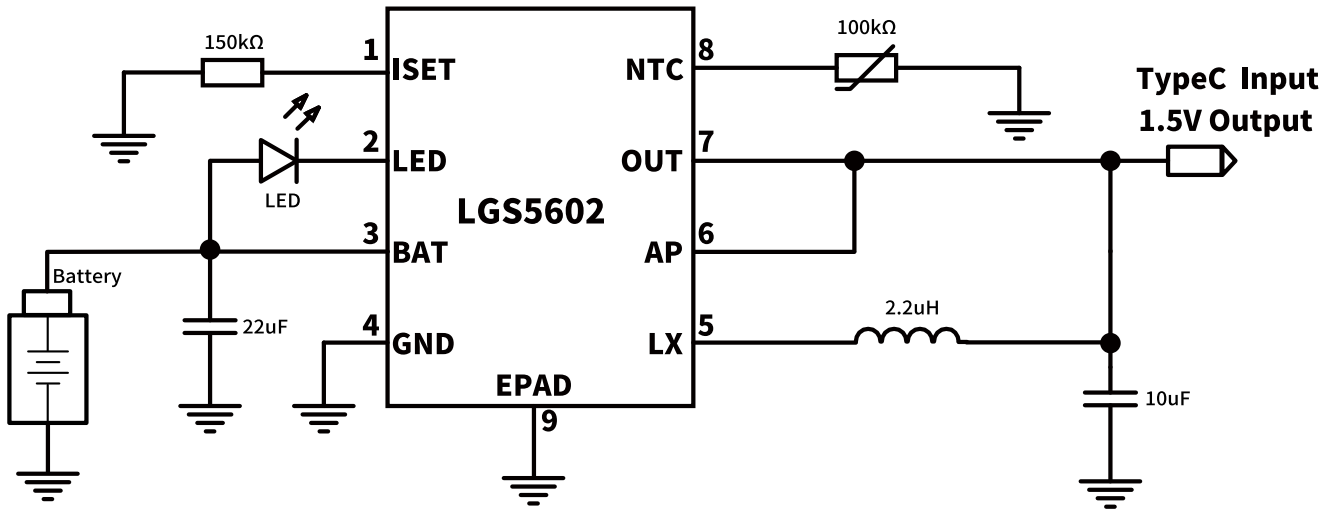 150kΩ
1
ISET
2
LED
LED
3
BAT
Battery
22uF
4
GND
LGS5602
EPAD
9
100kΩ
8
NTC
7
OUT
6
AP
5
LX
2.2uH
10uF
TypeC Input
1.5V Output